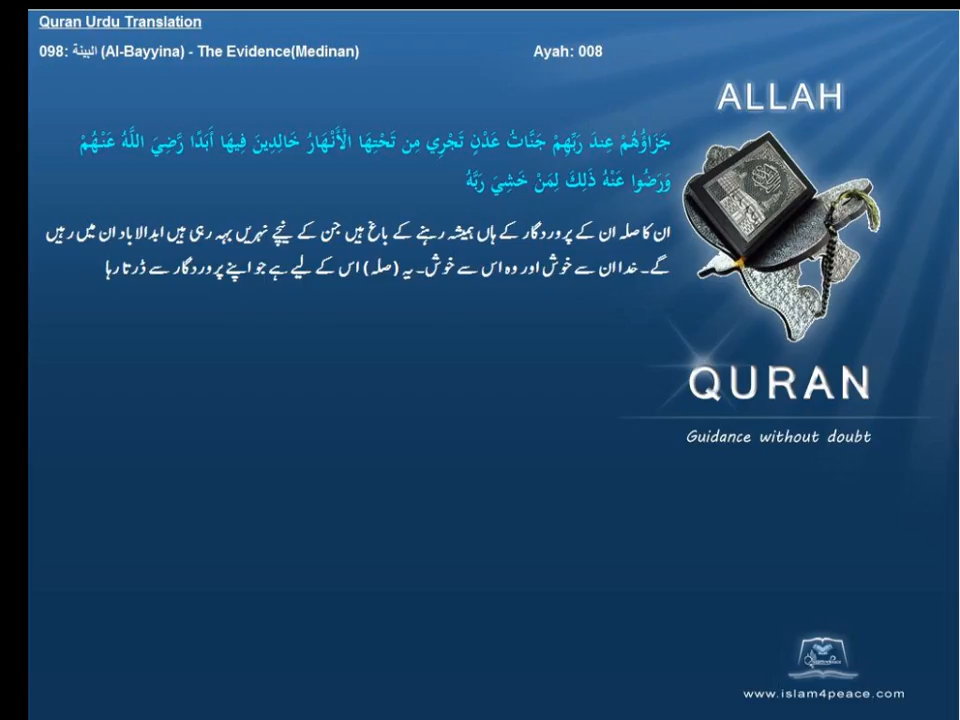 Quran Urdu Translation
098: البينة (Al-Bayyina) - The Evidence(Medinan)
Ayah: 008
ALLAH
جَزَاؤُهُمْ عِندَ رَبِّهِمْ جَنَّاتُ عَدْنٍ تَجْرِي مِن تَحْتِهَا الْأَنْهَارُ خَالِدِينَ فِيهَا أَبَدًا رَّضِيَ اللَّهُ عَنْهُمْ
وَرَضُوا عَنْهُ ذَلِكَ لِمَنْ خَشِيَ رَبَّهُ
ان کا صلہ ان کے پروردگار کے ہاں ہمیشہ رہنے کے باغ ہیں جن کے نیچے نہریں بہہ رہی ہیں ابدالاباد ان میں رہیں
گے۔ خدا ان سے خوش اور وہ اس سے خوش۔ یہ (صلہ) اس کے لیے ہے جو اپنے پروردگار سے ڈرتا رہا
QURAN
Guidance without doubt
www.islam4peace.com